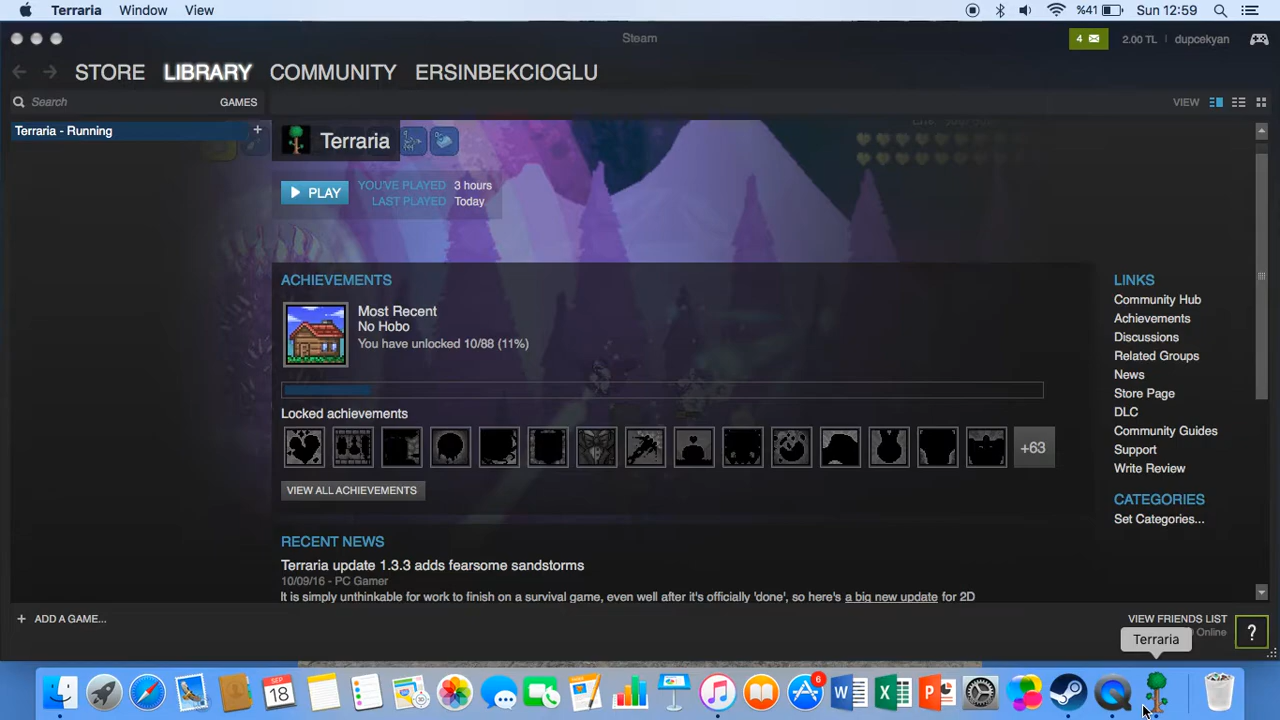 Terraria Window View %41 Sun 12:59
Steam 4 2.00 TL dupcekyan
STORE LIBRARY COMMUNITY ERSINBEKCIOGLU
Search GAMES VIEW
Terraria - Running +
Terraria
PLAY
YOU'VE PLAYED 3 hours
LAST PLAYED Today
ACHIEVEMENTS
Most Recent
No Hobo
You have unlocked 10/88 (11%)
Locked achievements
+63
VIEW ALL ACHIEVEMENTS
RECENT NEWS
Terraria update 1.3.3 adds fearsome sandstorms
10/09/16 - PC Gamer
It is simply unthinkable for work to finish on a survival game, even well after it's officially 'done', so here's a big new update for 2D
LINKS
Community Hub
Achievements
Discussions
Related Groups
News
Store Page
DLC
Community Guides
Support
Write Review
CATEGORIES
Set Categories...
+ ADD A GAME...
VIEW FRIENDS LIST
Online
?
Terraria
SEP
18
6
W X P